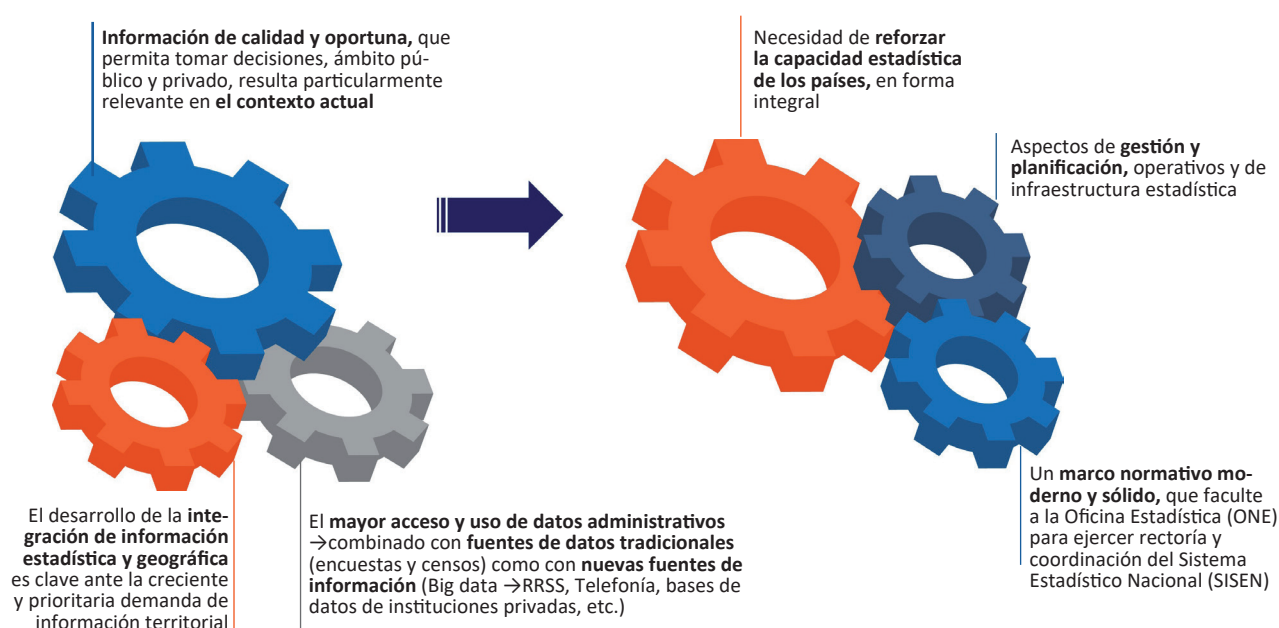 Información de calidad y oportuna, que
permita tomar decisiones, ámbito pú-
blico y privado, resulta particularmente
relevante en el contexto actual
El desarrollo de la inte-
gración de información
estadística y geográfica
es clave ante la creciente
y prioritaria demanda de
información territorial
El mayor acceso y uso de datos administrativos
→combinado con fuentes de datos tradicionales
(encuestas y censos) como con nuevas fuentes de
información (Big data →RRSS, Telefonía, bases de
datos de instituciones privadas, etc.)
Necesidad de reforzar
la capacidad estadística
de los países, en forma
integral
Aspectos de gestión y
planificación, operativos y de
infraestructura estadística
Un marco normativo mo-
derno y sólido, que faculte
a la Oficina Estadística (ONE)
para ejercer rectoría y
coordinación del Sistema
Estadístico Nacional (SISEN)